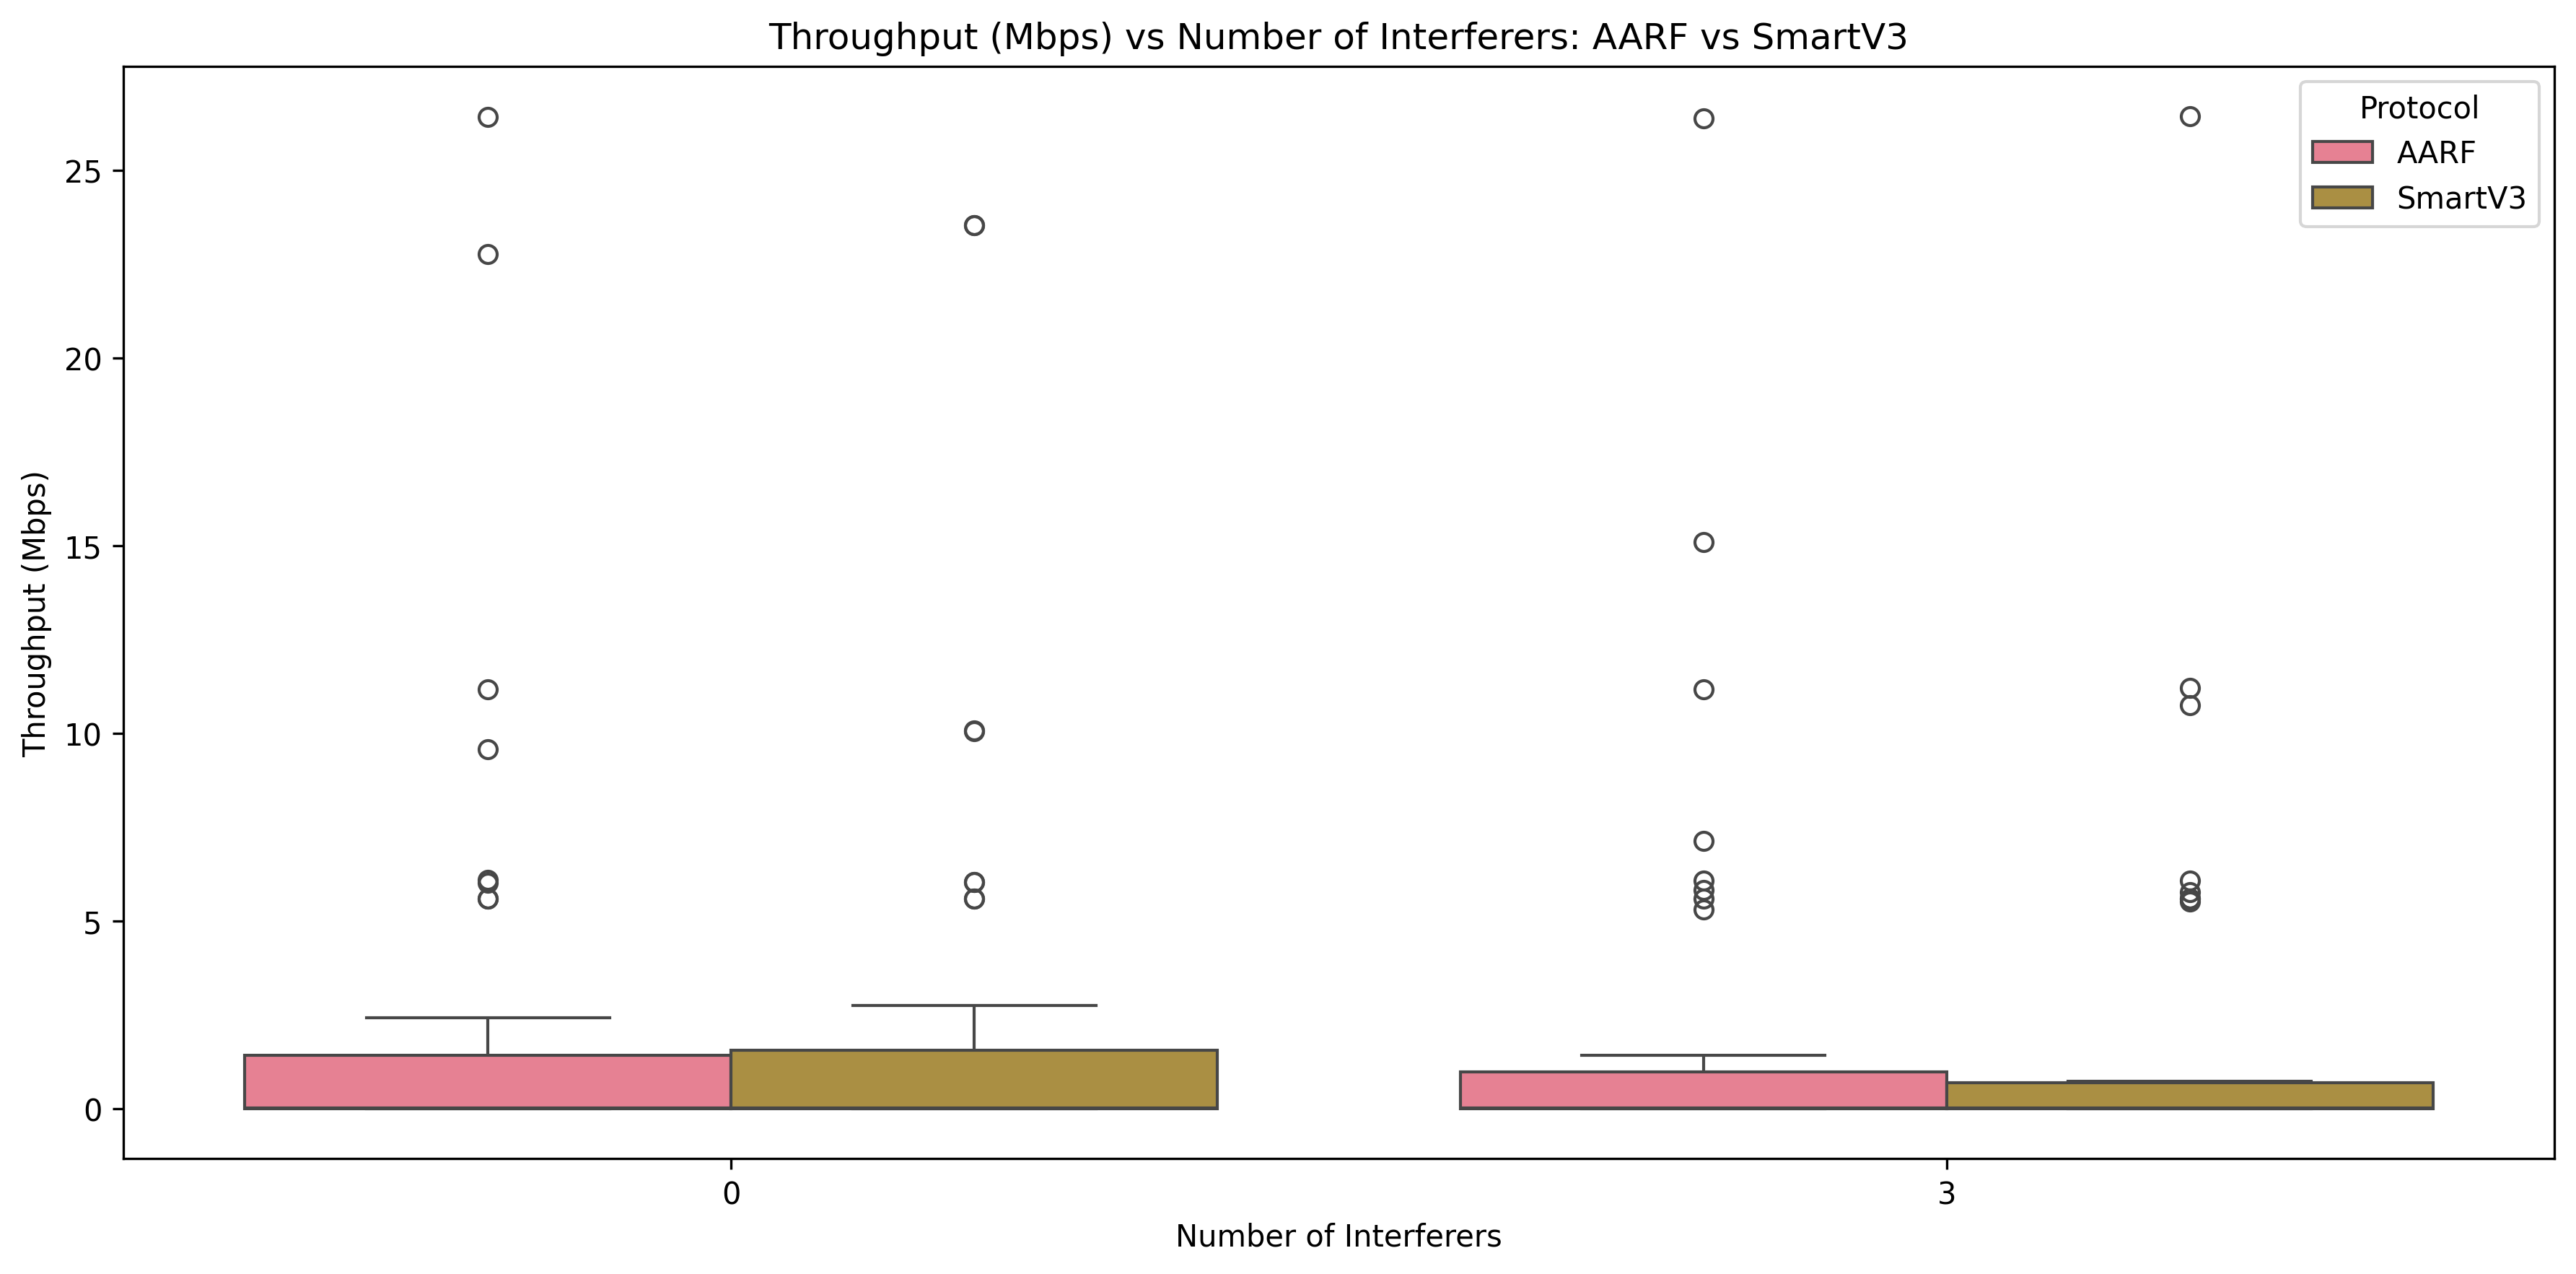 Throughput (Mbps) vs Number of Interferers: AARF vs SmartV3
Protocol
AARF
SmartV3
Throughput (Mbps)
25
20
15
10
5
0
0
3
Number of Interferers